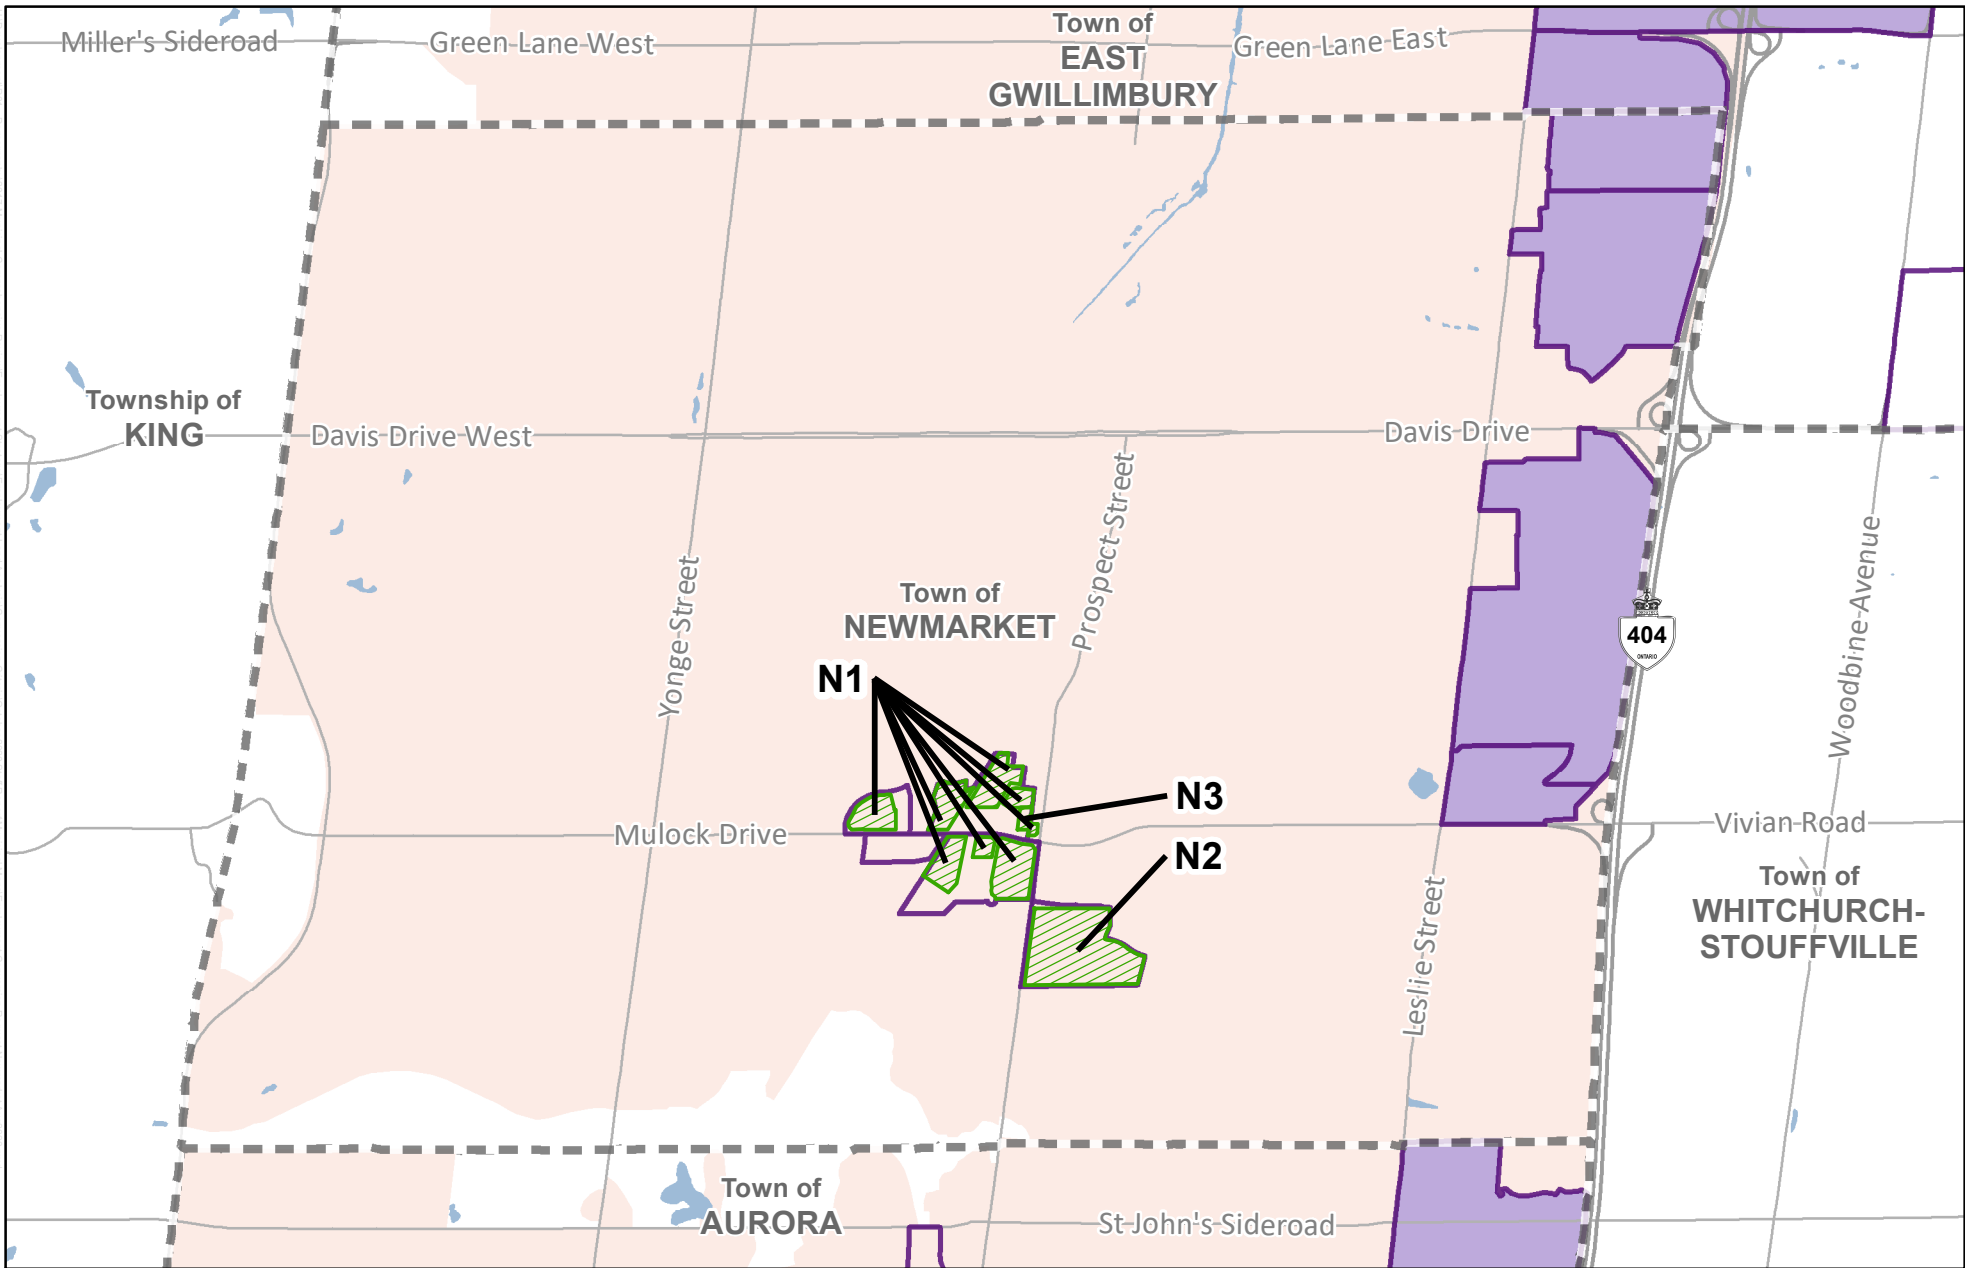 Miller's Sideroad
Green Lane West
Town of
EAST
GWILLIMBURY
Green Lane East
Township of
KING
Davis Drive West
Davis Drive
Prospect Street
Yonge Street
Town of
NEWMARKET
404
ONTARIO
Woodbine Avenue
N1
N3
N2
Mulock Drive
Vivian Road
Leslie Street
Town of
WHITCHURCH-
STOUFFVILLE
Town of
AURORA
St John's Sideroad